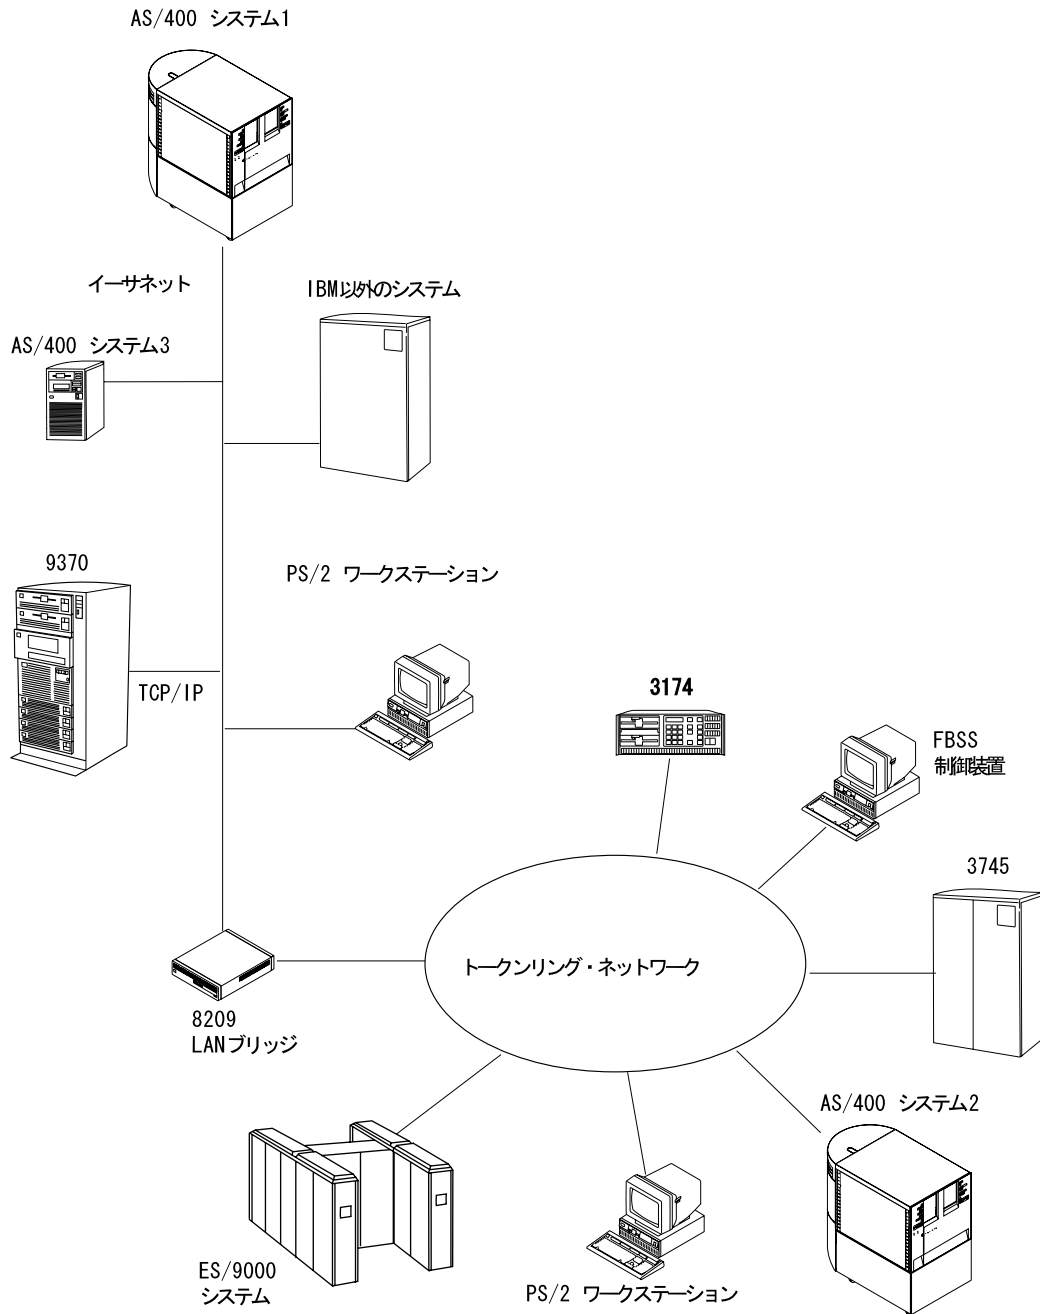 AS/400 システム1
イーサネット
IBM以外のシステム
AS/400 システム3
9370
PS/2 ワークステーション
TCP/IP
3174
FBSS
制御装置
3745
トークンリング・ネットワーク
8209
LANブリッジ
AS/400 システム2
ES/9000
システム
PS/2 ワークステーション